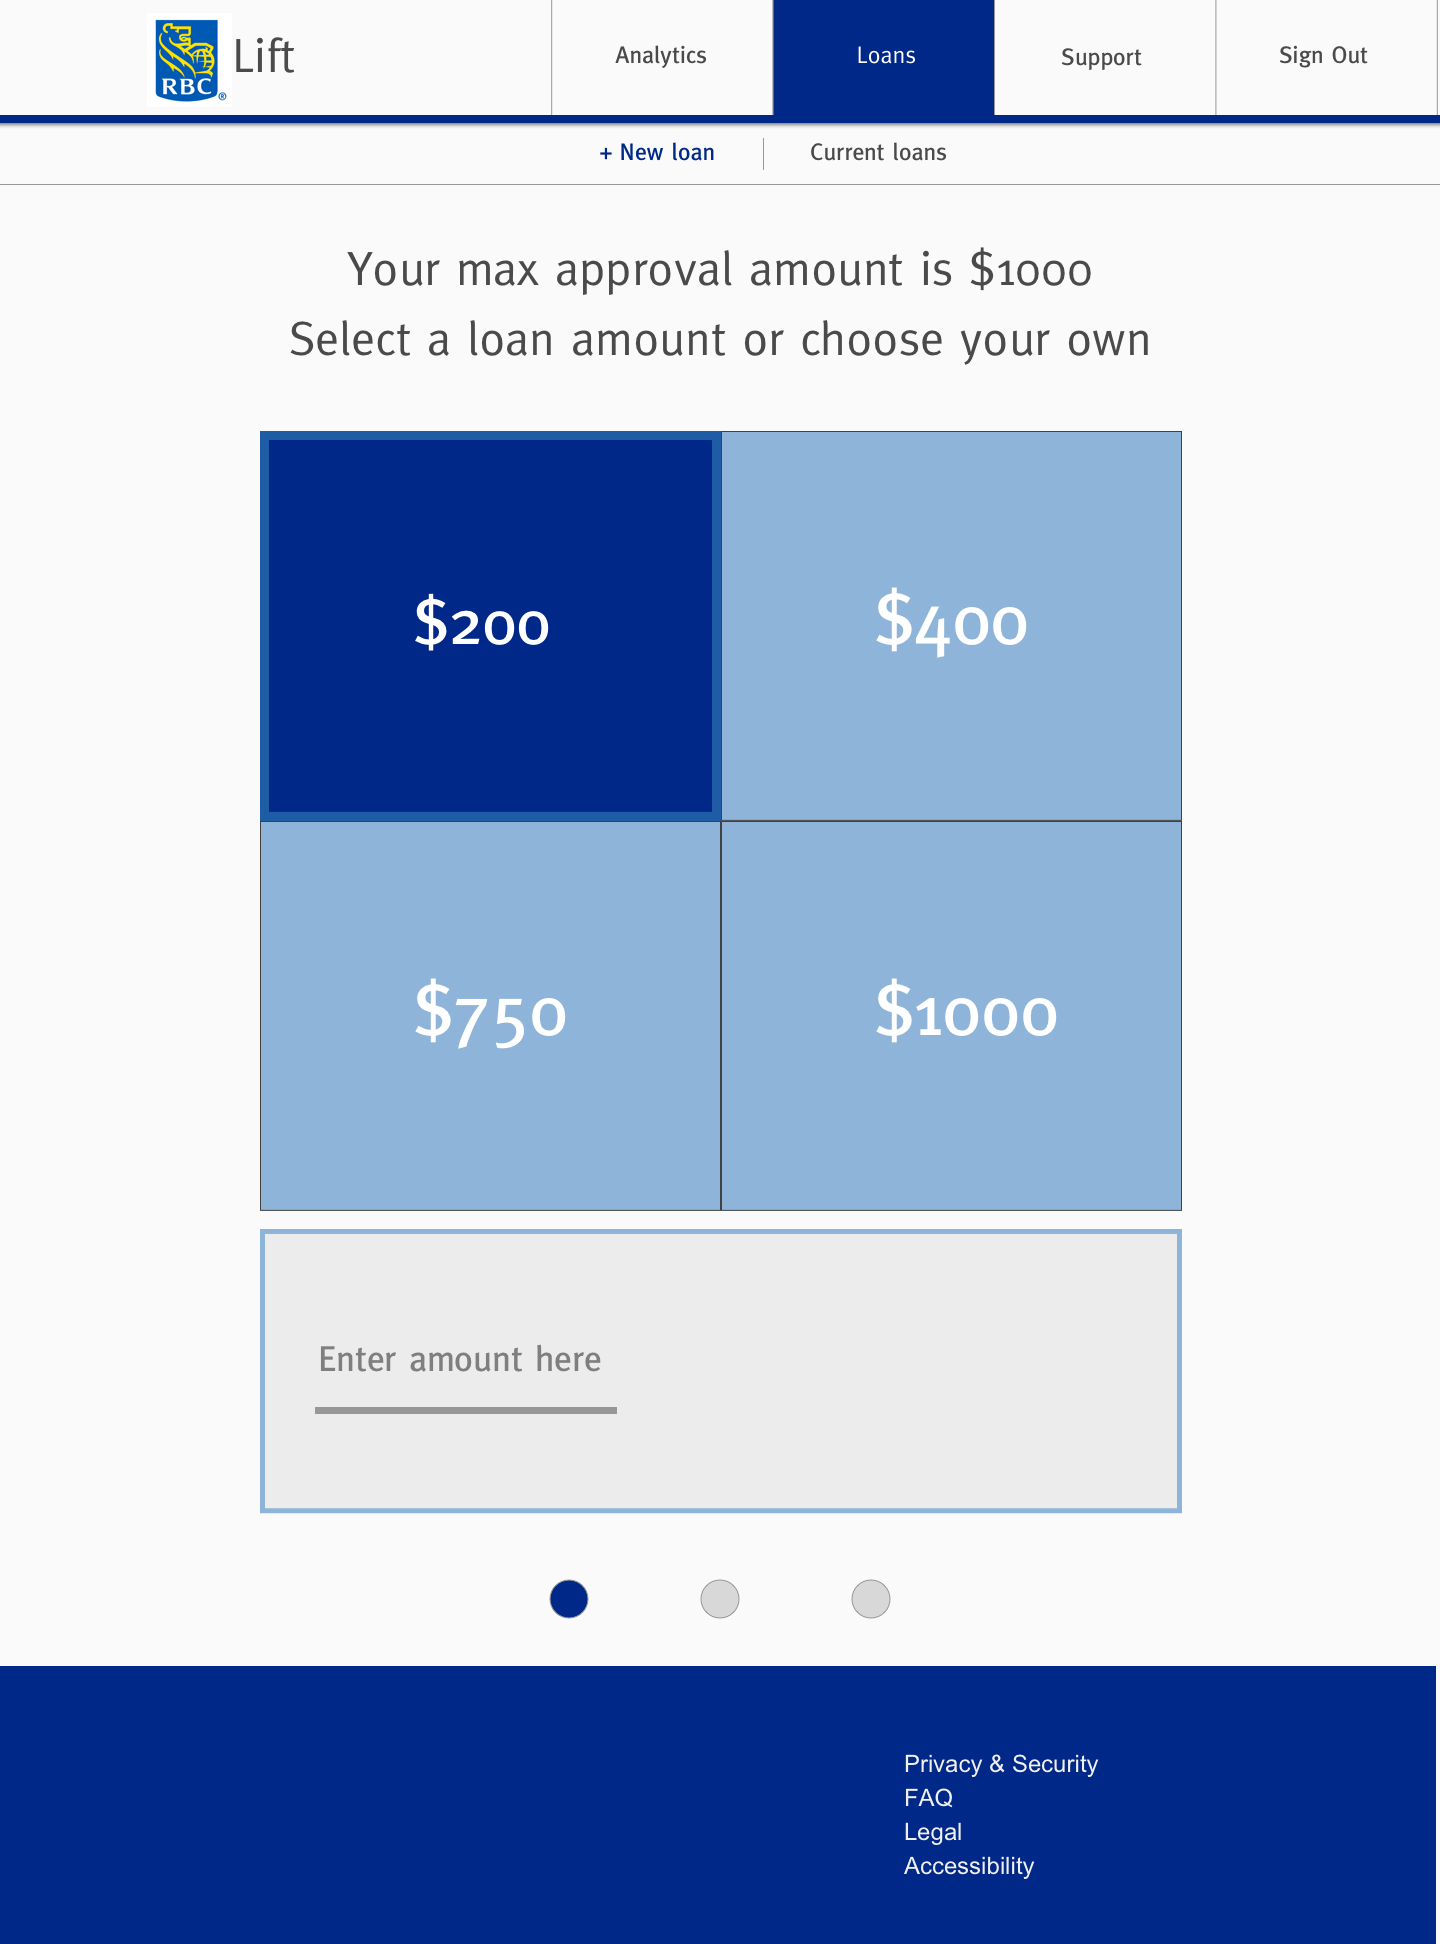 RBC
®
Lift
Analytics
Loans
Support
Sign Out
+ New loan
Current loans
Your max approval amount is $1000
Select a loan amount or choose your own
$200
$400
$750
$1000
Enter amount here
Privacy & Security
FAQ
Legal
Accessibility